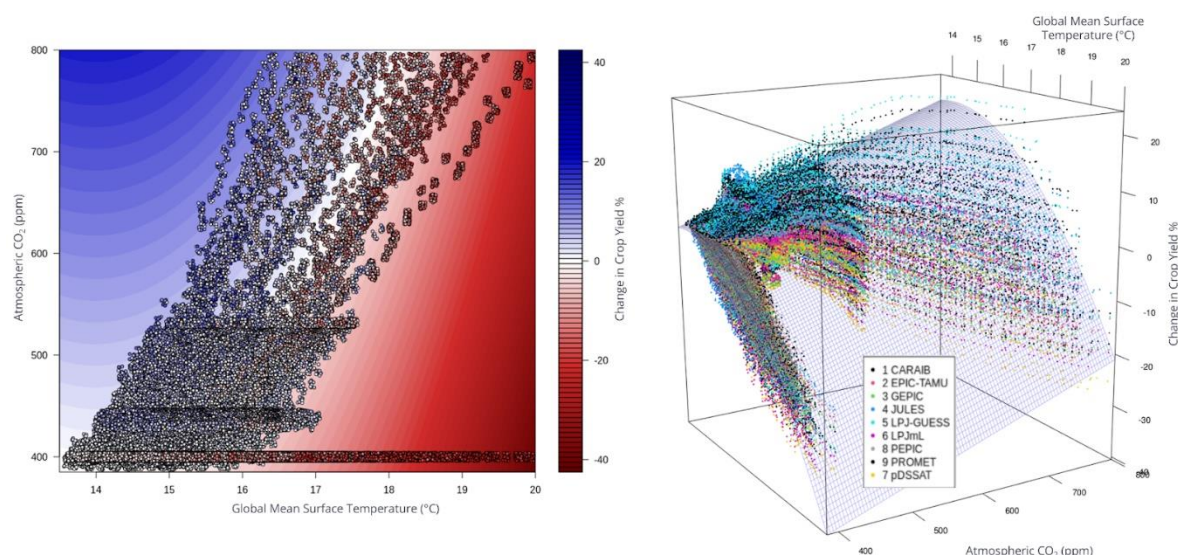 800
700
600
500
400
Atmospheric CO₂ (ppm)
14 15 16 17 18 19 20
Global Mean Surface Temperature (°C)
40
20
0
-20
-40
Change in Crop Yield %
Global Mean Surface
Temperature (°C)
14 15 16 17 18 19 20
20
10
0
-10
-20
-30
Change in Crop Yield %
1 CARAIB
2 EPIC-TAMU
3 GEPIC
4 JULES
5 LPJ-GUESS
6 LPJmL
8 PEPIC
9 PROMET
7 pDSSAT
400 500 600 700
Atmospheric CO₂ (ppm)